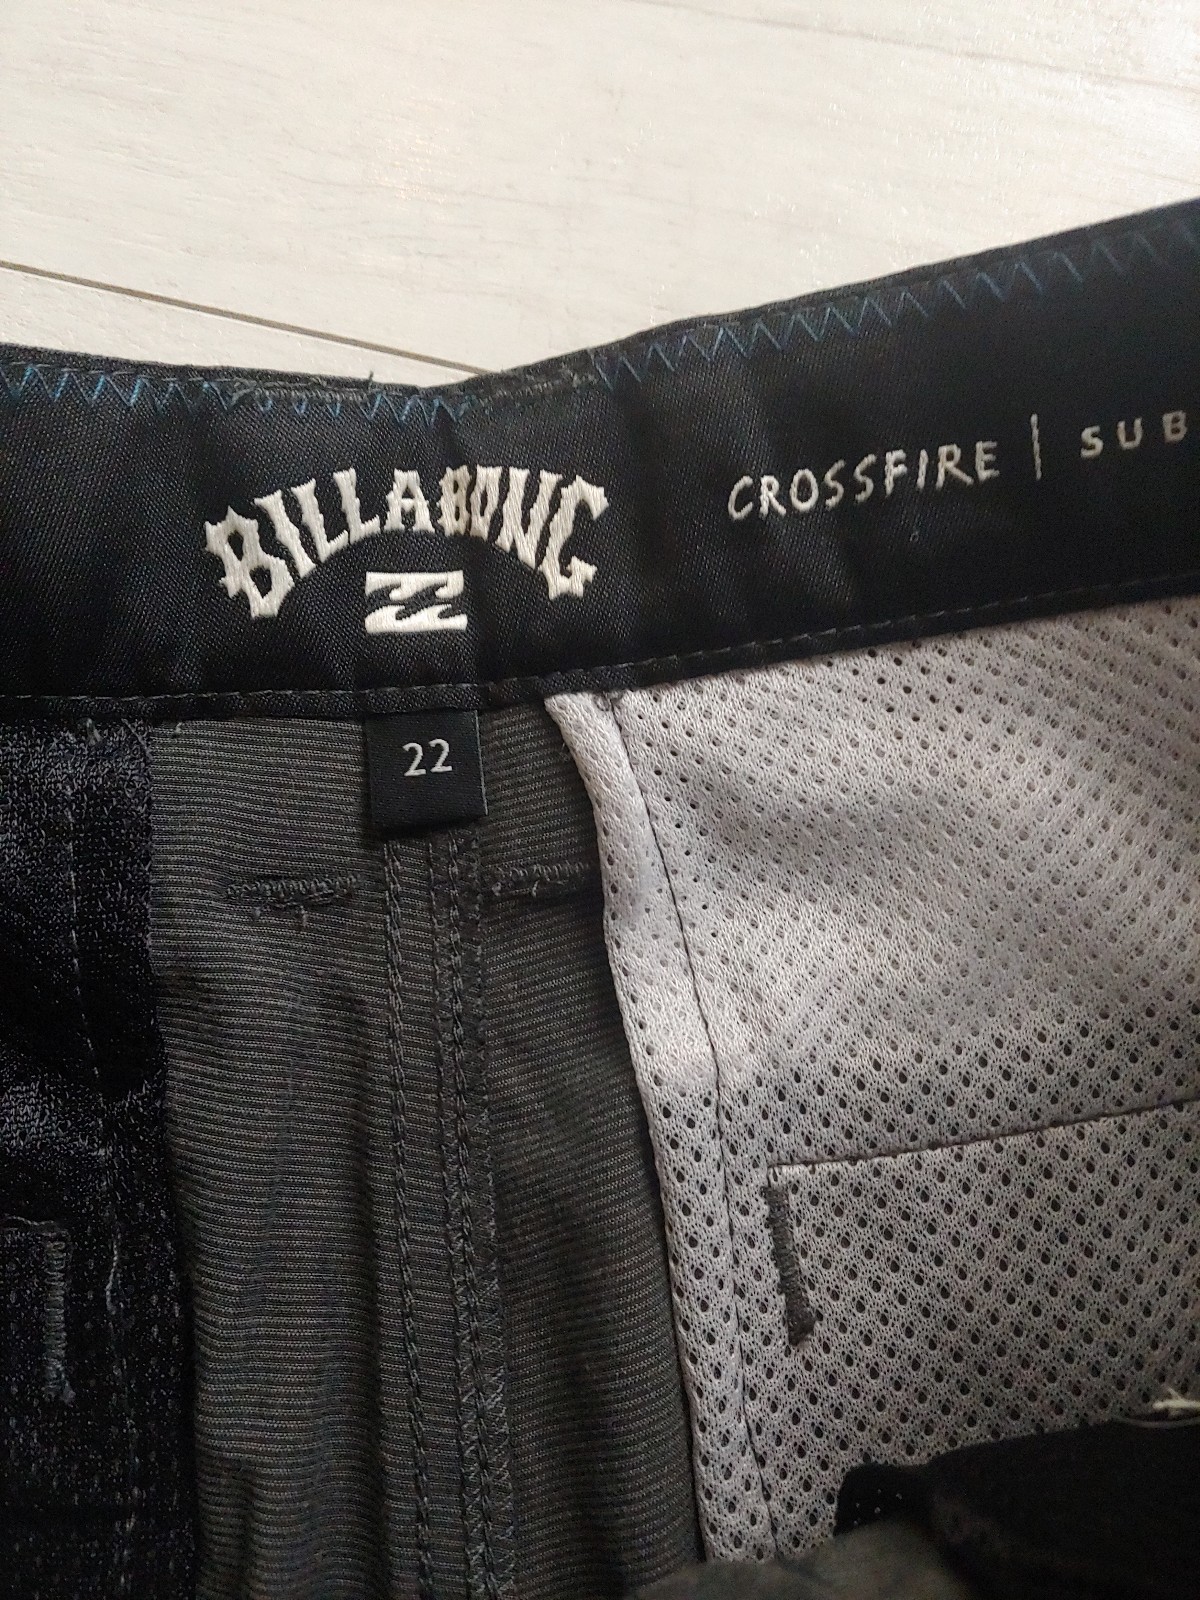 BILLABONG
CROSSFIRE | SUB
22